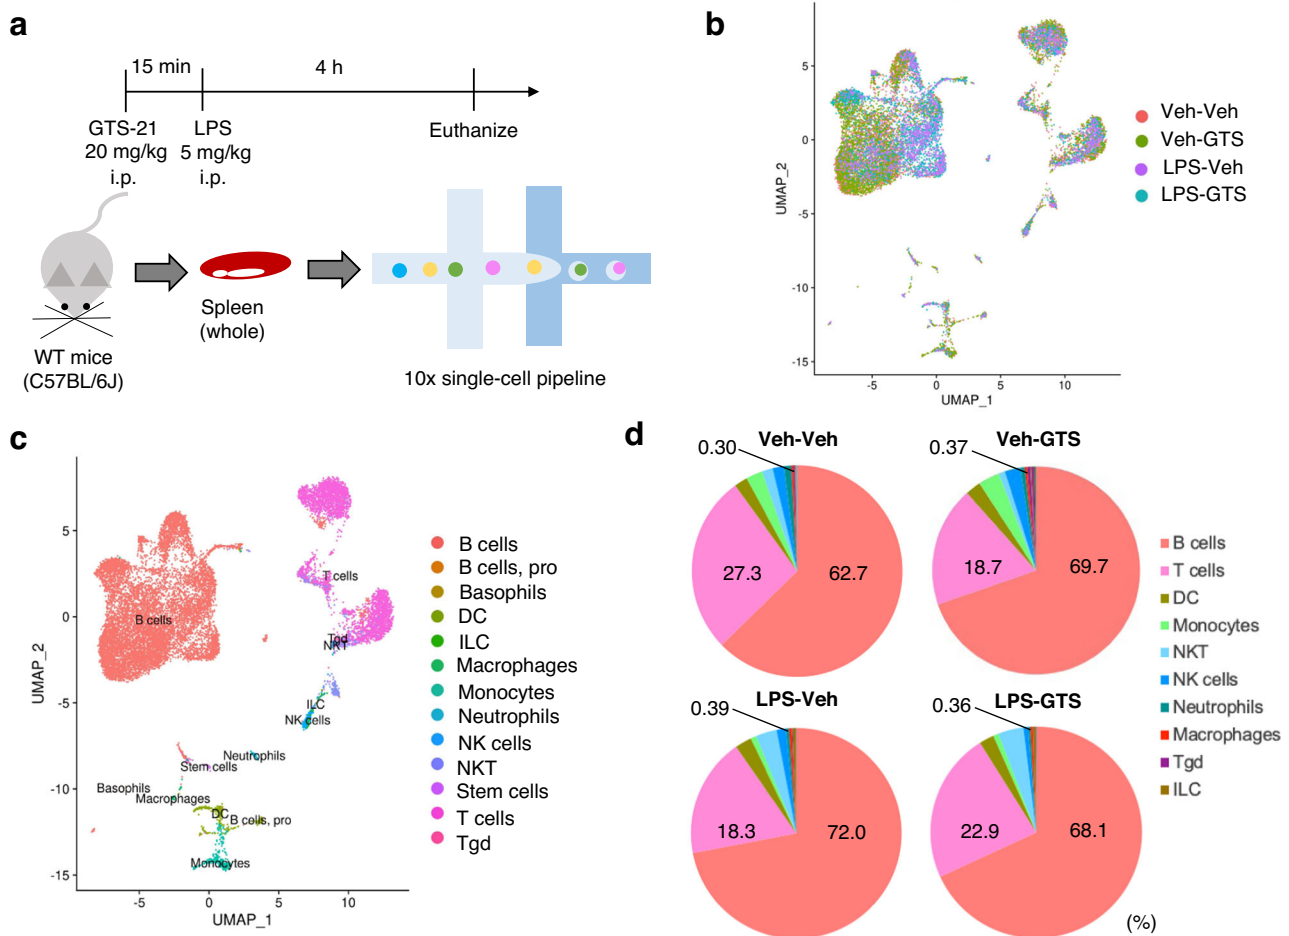 a
15 min
4 h
GTS-21
20 mg/kg
i.p.
LPS
5 mg/kg
i.p.
Euthanize
WT mice
(C57BL/6J)
Spleen
(whole)
10x single-cell pipeline
b
UMAP_2
5
0
-5
-10
-15
-5
0
5
10
UMAP_1
Veh-Veh
Veh-GTS
LPS-Veh
LPS-GTS
c
UMAP_2
5
0
-5
-10
-15
-5
0
5
10
UMAP_1
B cells
T cells
Tgd
NKT
ILC
NK cells
Neutrophils
Stem cells
Basophils
Macrophages
DC
B cells, pro
Monocytes
B cells
B cells, pro
Basophils
DC
ILC
Macrophages
Monocytes
Neutrophils
NK cells
NKT
Stem cells
T cells
Tgd
d
Veh-Veh
0.30
27.3
62.7
Veh-GTS
0.37
18.7
69.7
LPS-Veh
0.39
18.3
72.0
LPS-GTS
0.36
22.9
68.1
(%)
B cells
T cells
DC
Monocytes
NKT
NK cells
Neutrophils
Macrophages
Tgd
ILC